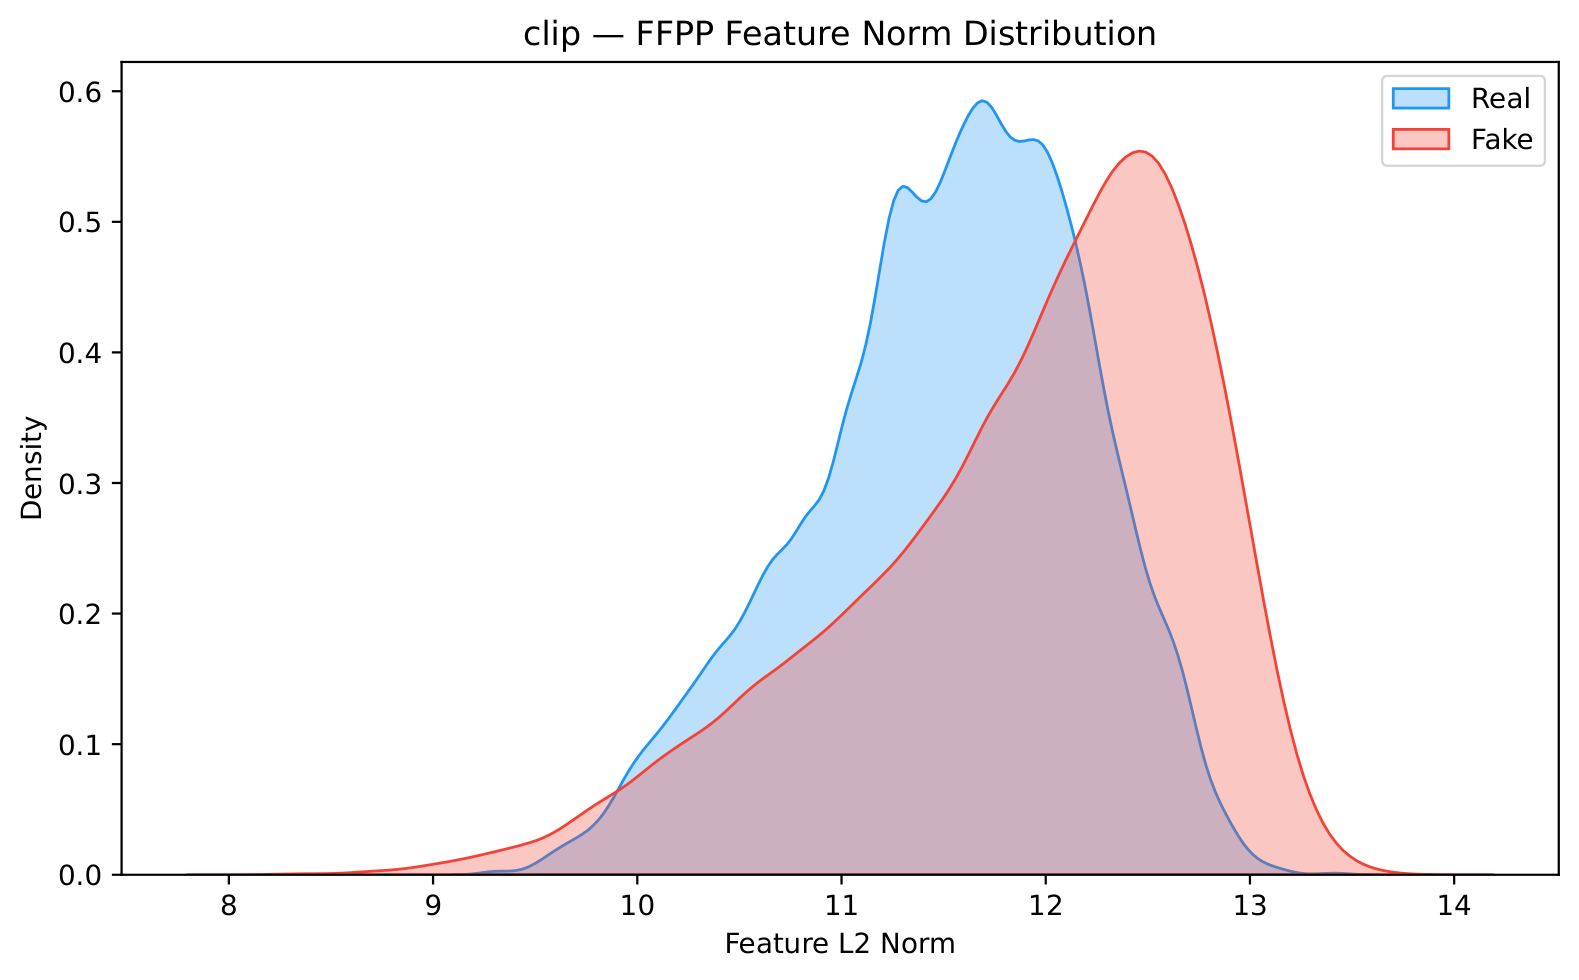 clip — FFPP Feature Norm Distribution
Real
Fake
Density
0.6
0.5
0.4
0.3
0.2
0.1
0.0
8 9 10 11 12 13 14
Feature L2 Norm